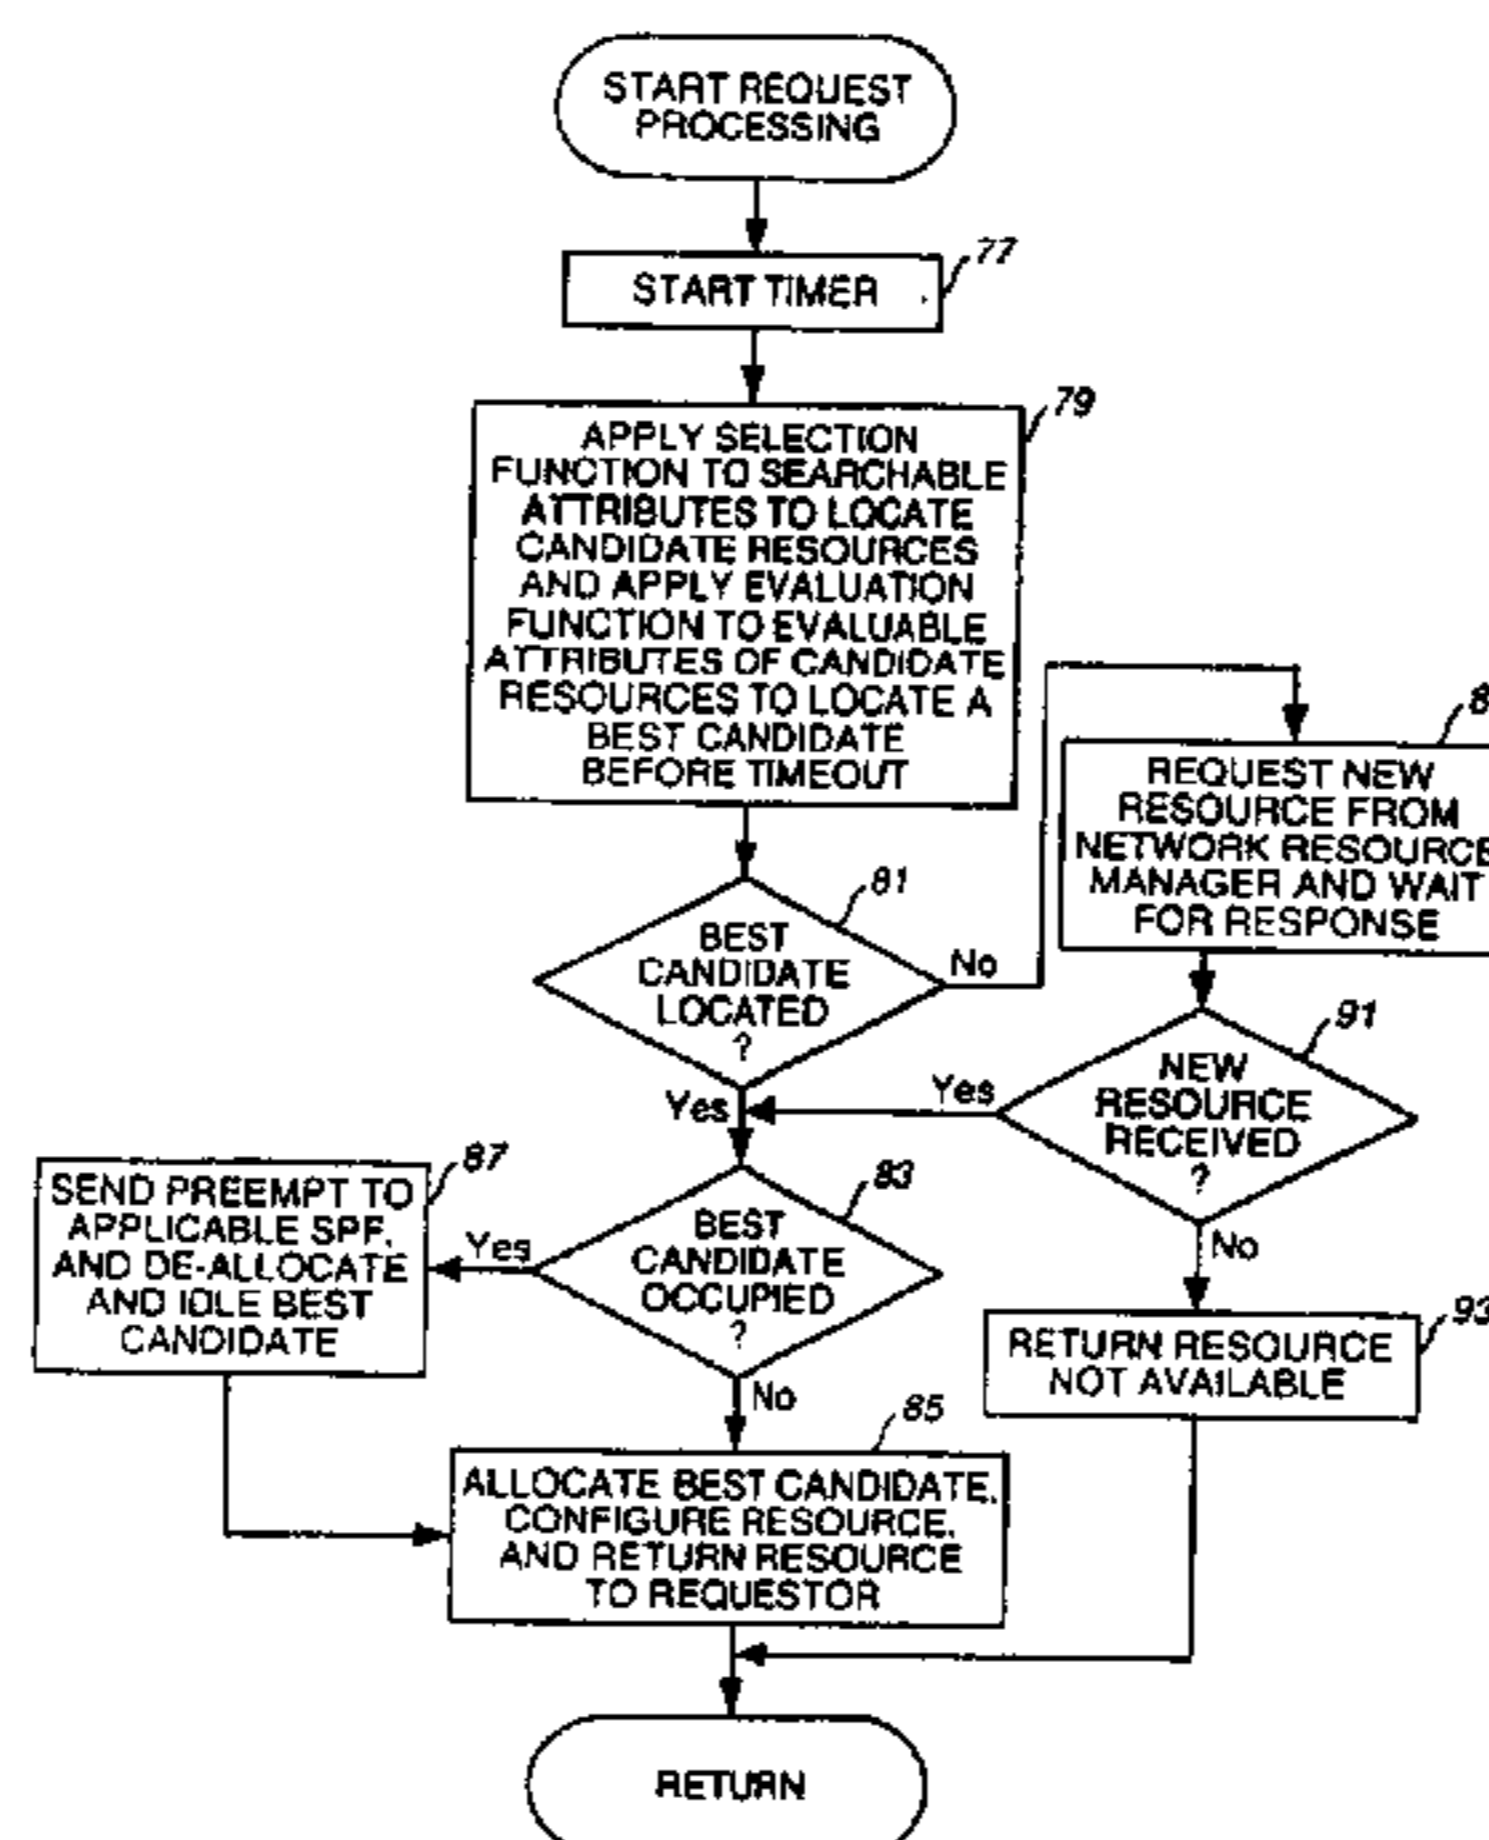 START REQUEST
PROCESSING
77
START TIMER
79
APPLY SELECTION
FUNCTION TO SEARCHABLE
ATTRIBUTES TO LOCATE
CANDIDATE RESOURCES
AND APPLY EVALUATION
FUNCTION TO EVALUABLE
ATTRIBUTES OF CANDIDATE
RESOURCES TO LOCATE A
BEST CANDIDATE
BEFORE TIMEOUT
REQUEST NEW
RESOURCE FROM
NETWORK RESOURCE
MANAGER AND WAIT
FOR RESPONSE
81
BEST
CANDIDATE
LOCATED
?
No
Yes
91
NEW
RESOURCE
RECEIVED
?
Yes
No
87
SEND PREEMPT TO
APPLICABLE SPF,
AND DE-ALLOCATE
AND IDLE BEST
CANDIDATE
83
BEST
CANDIDATE
OCCUPIED
?
Yes
No
93
RETURN RESOURCE
NOT AVAILABLE
85
ALLOCATE BEST CANDIDATE,
CONFIGURE RESOURCE,
AND RETURN RESOURCE
TO REQUESTOR
RETURN